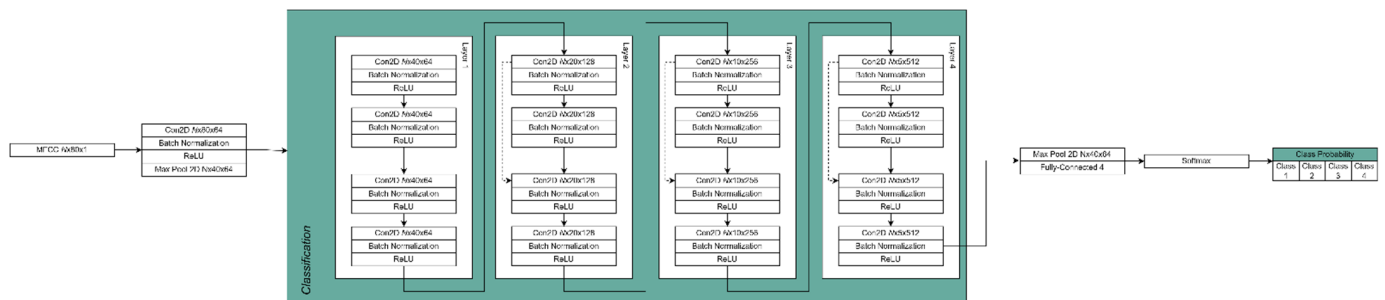 MFCC Nx80x1
Con2D Nx80x64
Batch Normalization
ReLU
Max Pool 2D Nx40x64
Classification
Layer 1
Con2D Nx40x64
Batch Normalization
ReLU
Con2D Nx40x64
Batch Normalization
ReLU
Con2D Nx40x64
Batch Normalization
ReLU
Con2D Nx40x64
Batch Normalization
ReLU
Layer 2
Con2D Nx20x128
Batch Normalization
ReLU
Con2D Nx20x128
Batch Normalization
ReLU
Con2D Nx20x128
Batch Normalization
ReLU
Con2D Nx20x128
Batch Normalization
ReLU
Layer 3
Con2D Nx10x256
Batch Normalization
ReLU
Con2D Nx10x256
Batch Normalization
ReLU
Con2D Nx10x256
Batch Normalization
ReLU
Con2D Nx10x256
Batch Normalization
ReLU
Layer 4
Con2D Nx5x512
Batch Normalization
ReLU
Con2D Nx5x512
Batch Normalization
ReLU
Con2D Nx5x512
Batch Normalization
ReLU
Con2D Nx5x512
Batch Normalization
ReLU
Max Pool 2D Nx40x64
Fully-Connected 4
Softmax
Class Probability
Class 1
Class 2
Class 3
Class 4